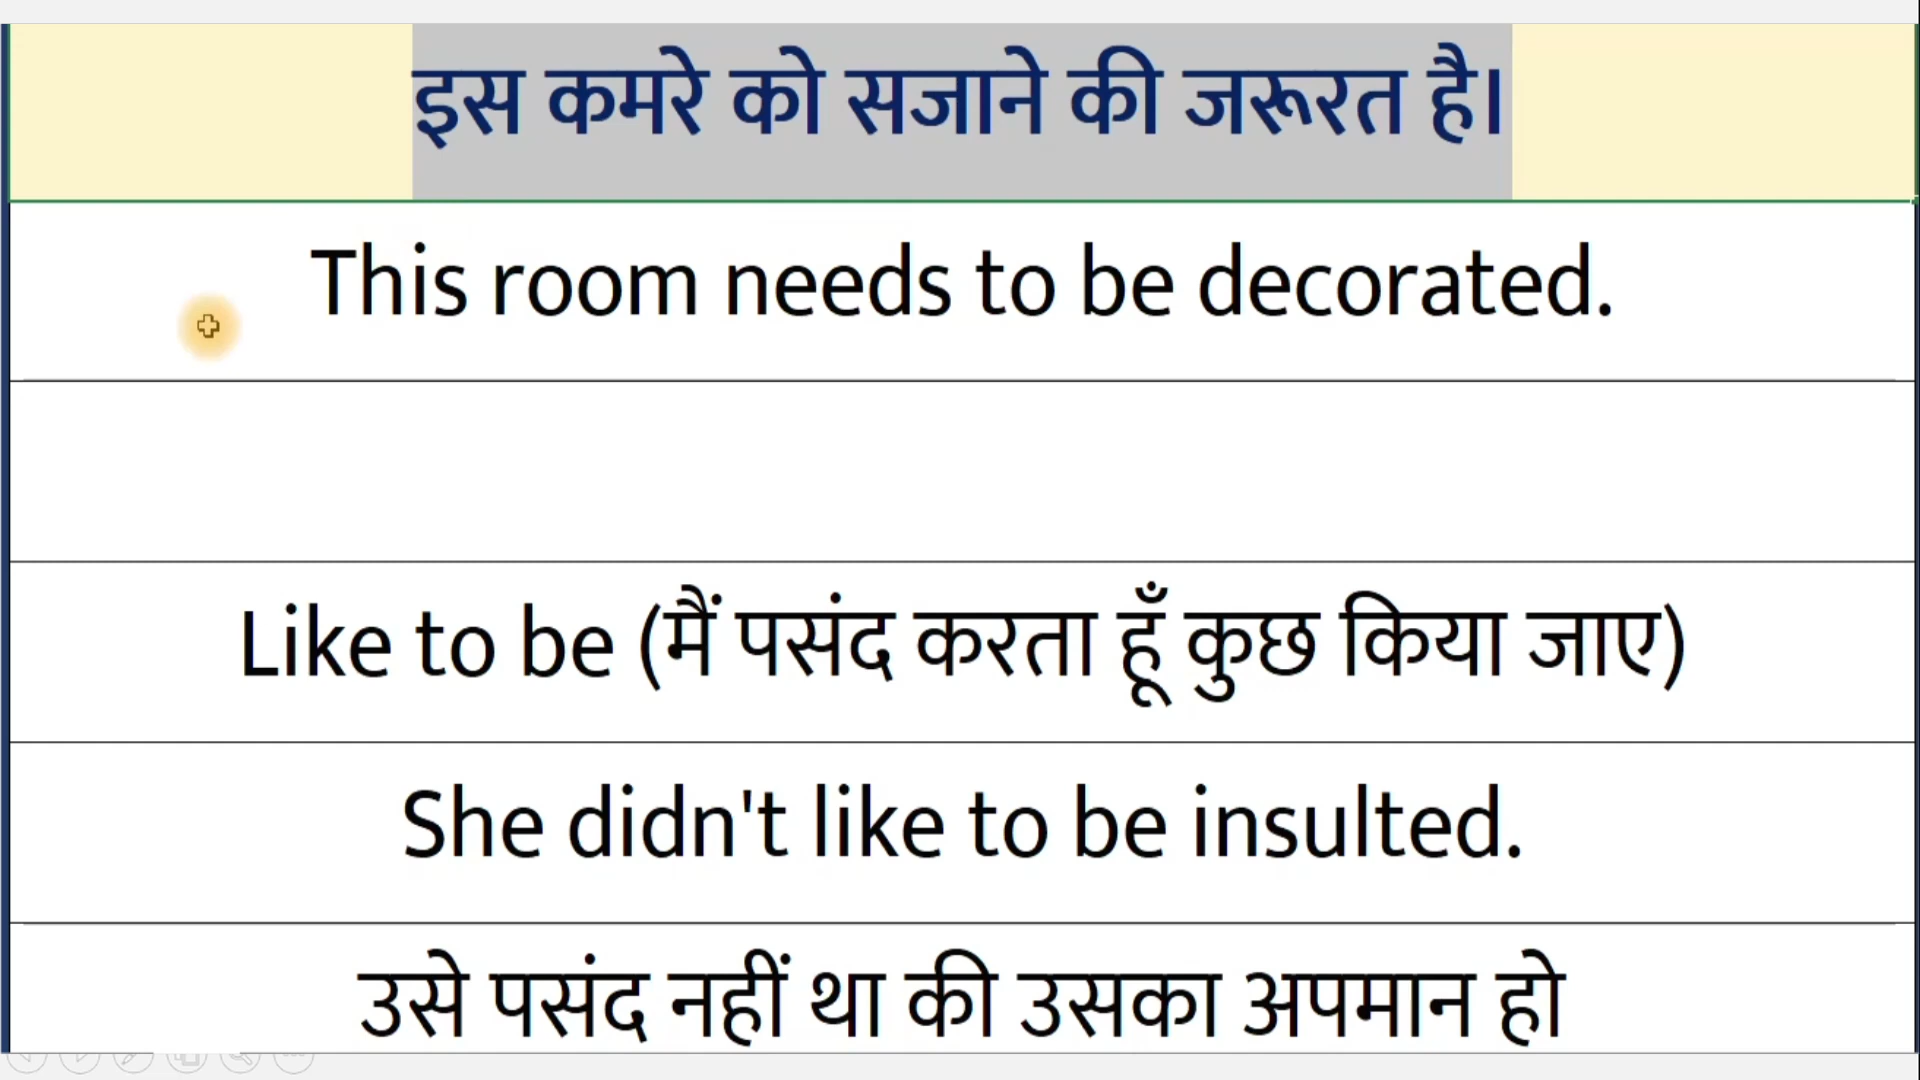 इस कमरे को सजाने की जरूरत है।
This room needs to be decorated.
Like to be (मैं पसंद करता हूँ कुछ किया जाए)
She didn't like to be insulted.
उसे पसंद नहीं था की उसका अपमान हो